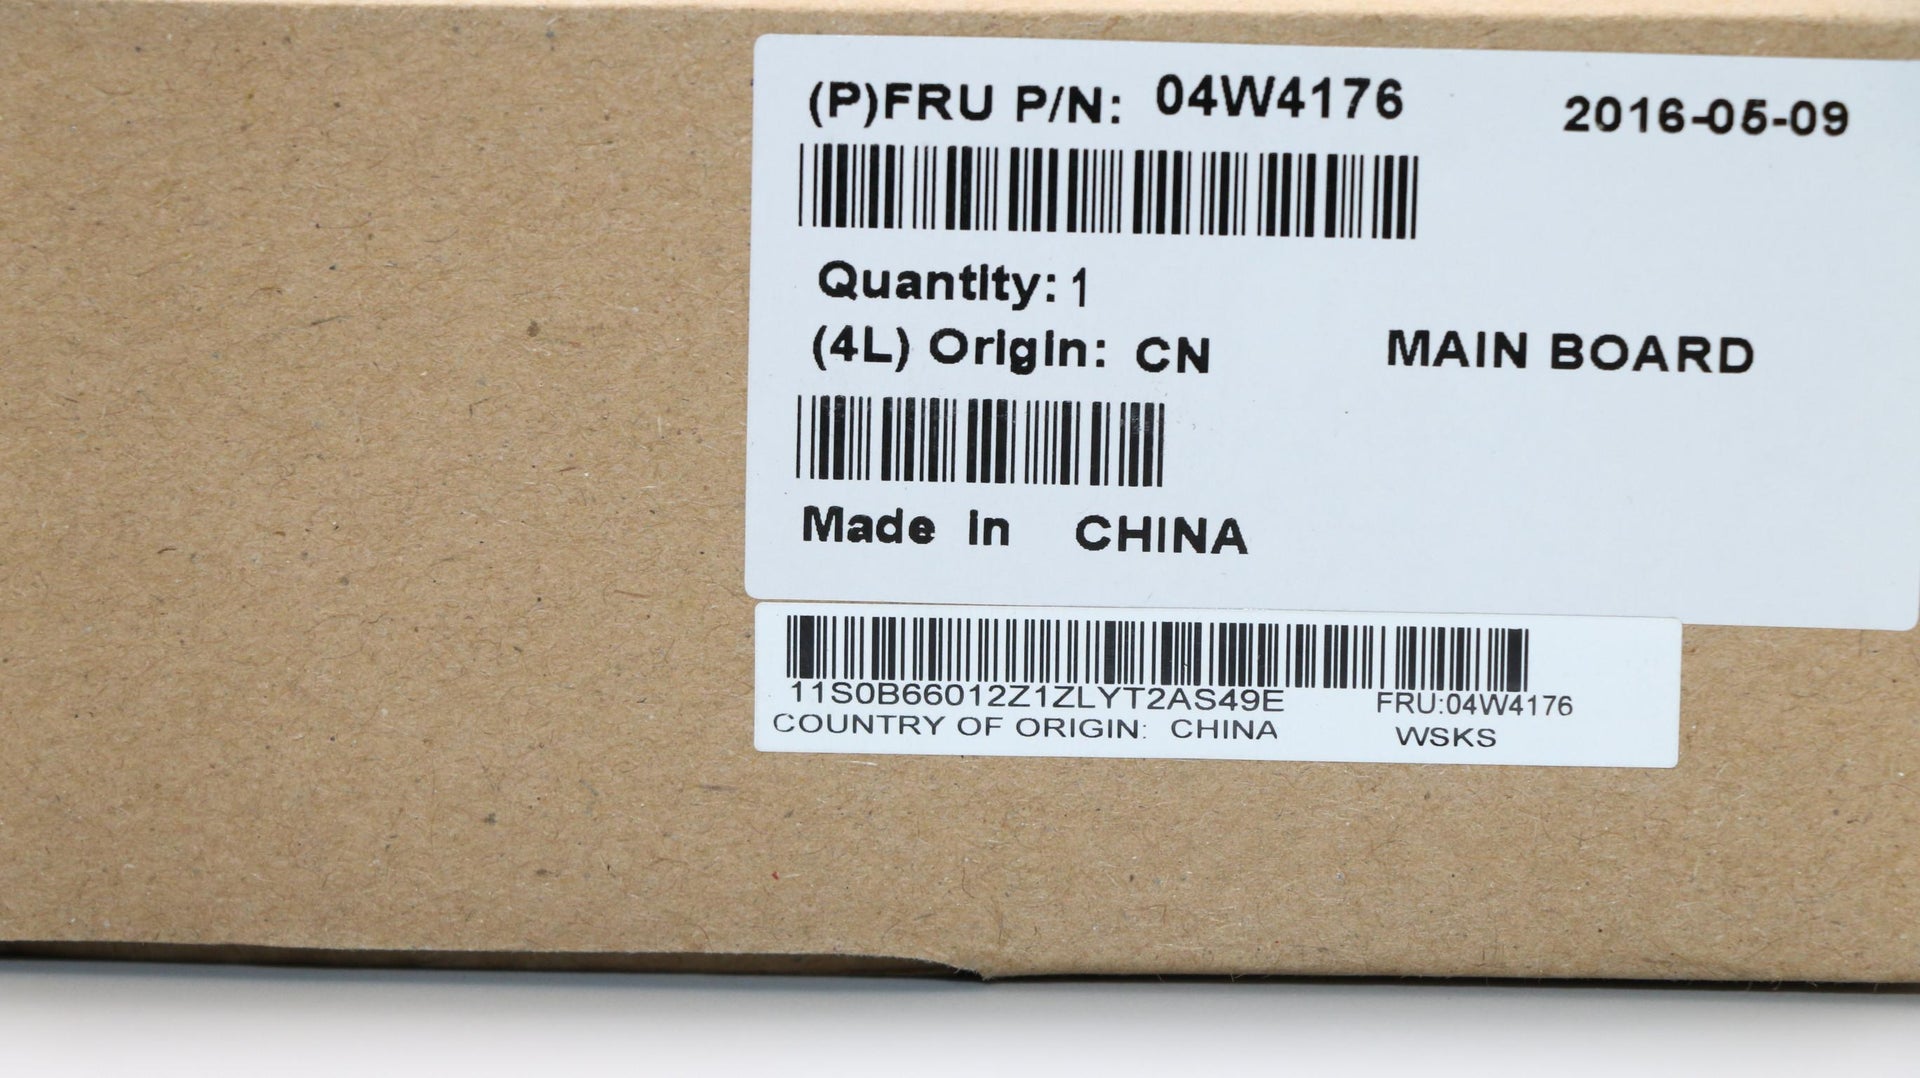 (P)FRU P/N: 04W4176 2016-05-09
Quantity: 1
(4L) Origin: CN MAIN BOARD
Made in CHINA
11S0B66012Z1ZLYT2AS49E FRU:04W4176
COUNTRY OF ORIGIN: CHINA WSKS